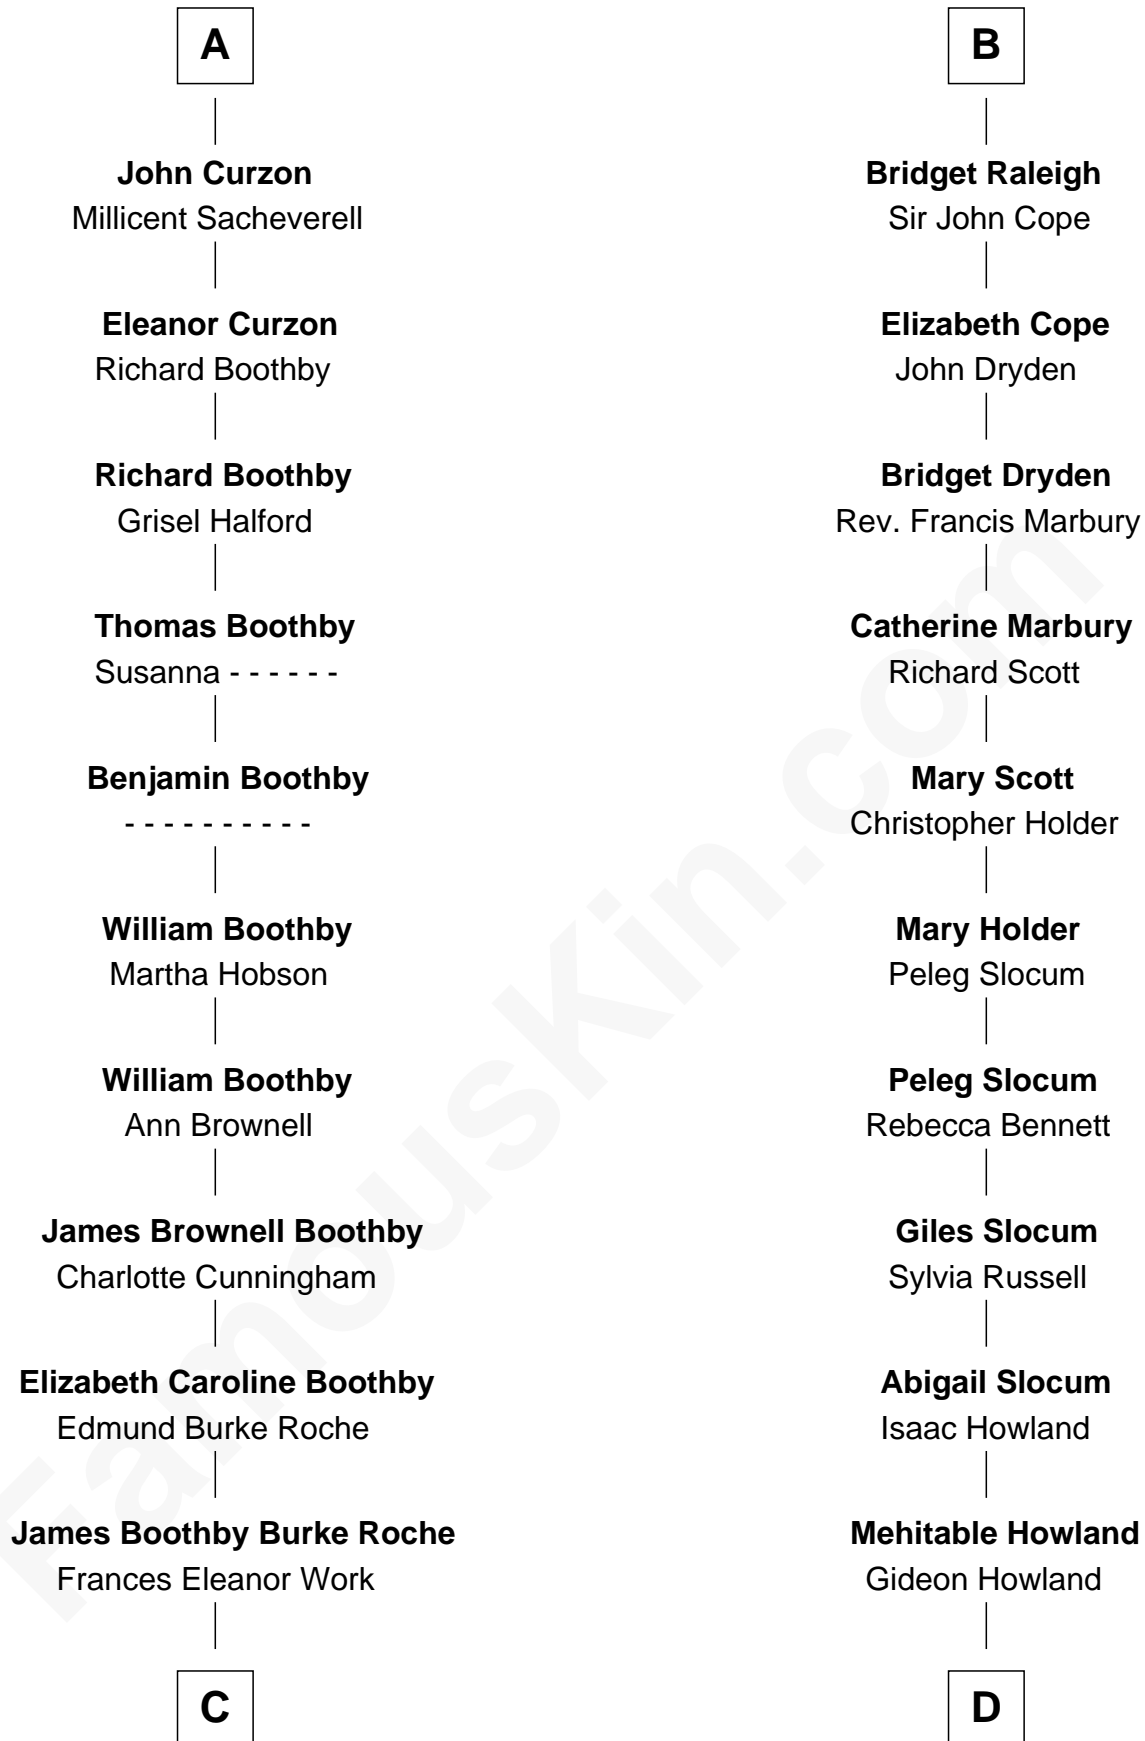 A
John Curzon
Millicent Sacheverell
Eleanor Curzon
Richard Boothby
Richard Boothby
Grisel Halford
Thomas Boothby
Susanna - - - - - -
Benjamin Boothby
- - - - - - - - - -
William Boothby
Martha Hobson
William Boothby
Ann Brownell
James Brownell Boothby
Charlotte Cunningham
Elizabeth Caroline Boothby
Edmund Burke Roche
James Boothby Burke Roche
Frances Eleanor Work
C
B
Bridget Raleigh
Sir John Cope
Elizabeth Cope
John Dryden
Bridget Dryden
Rev. Francis Marbury
Catherine Marbury
Richard Scott
Mary Scott
Christopher Holder
Mary Holder
Peleg Slocum
Peleg Slocum
Rebecca Bennett
Giles Slocum
Sylvia Russell
Abigail Slocum
Isaac Howland
Mehitable Howland
Gideon Howland
D
FamousKin.com